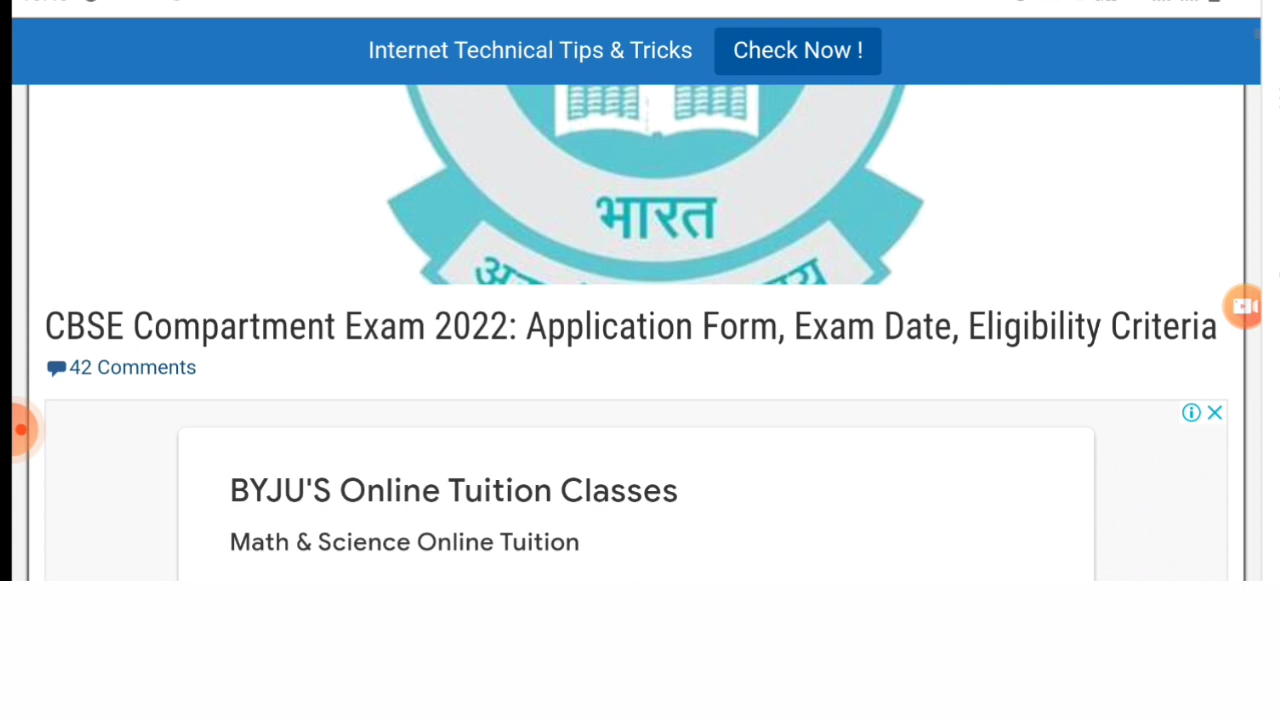 Internet Technical Tips & Tricks Check Now !
भारत
CBSE Compartment Exam 2022: Application Form, Exam Date, Eligibility Criteria
42 Comments
BYJU'S Online Tuition Classes
Math & Science Online Tuition